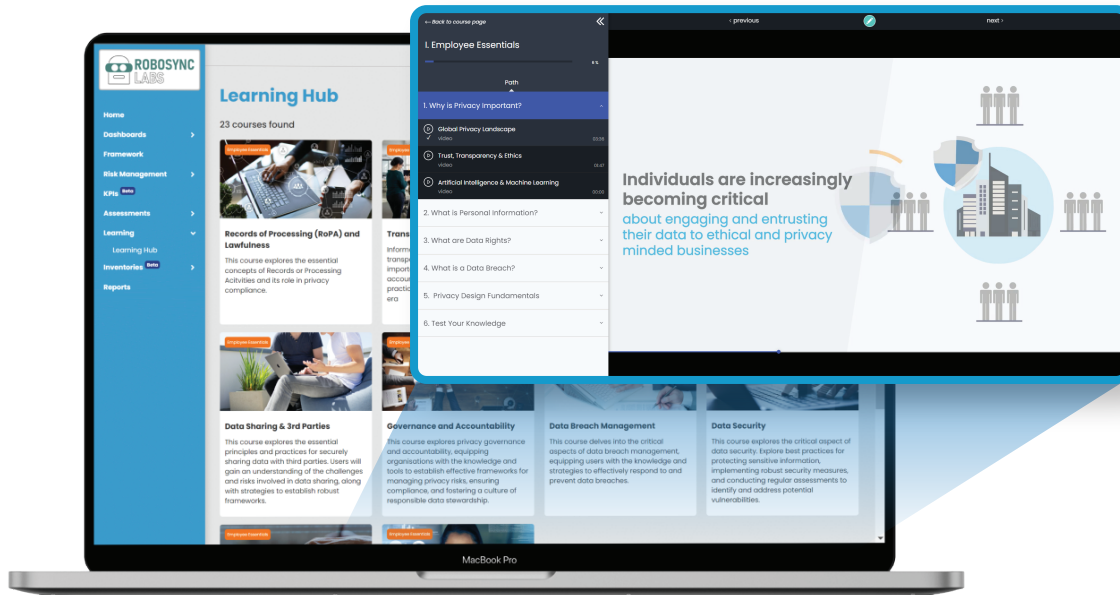 ROBOSYNC
LABS
Home
Dashboards
Framework
Risk Management
KPIs Beta
Assessments
Learning
Learning Hub
Inventories Beta
Reports
Learning Hub
23 courses found
Employee Essentials
Records of Processing (RoPA) and
Lawfulness
This course explores the essential
concepts of Records or Processing
Acitivities and its role in privacy
compliance.
Employee Essentials
Data Sharing & 3rd Parties
This course explores the essential
principles and practices for securely
sharing data with third parties. Users will
gain an understanding of the challenges
and risks involved in data sharing, along
with strategies to establish robust
frameworks.
Governance and Accountability
This course explores privacy governance
and accountability, equipping
organisations with the knowledge and
tools to establish effective frameworks for
managing privacy risks, ensuring
compliance, and fostering a culture of
responsible data stewardship.
Data Breach Management
This course delves into the critical
aspects of data breach management,
equipping users with the knowledge and
strategies to effectively respond to and
prevent data breaches.
Data Security
This course explores the critical aspect of
data security. Explore best practices for
protecting sensitive information,
implementing robust security measures,
and conducting regular assessments to
identify and address potential
vulnerabilities.
Employee Essentials
Employee Essentials
MacBook Pro
← Back to course page
I. Employee Essentials
6%
Path
1. Why is Privacy Important?
Global Privacy Landscape
video
Trust, Transparency & Ethics
video
Artificial Intelligence & Machine Learning
video
2. What is Personal Information?
3. What are Data Rights?
4. What is a Data Breach?
5. Privacy Design Fundamentals
6. Test Your Knowledge
‹ previous
next ›
Individuals are increasingly
becoming critical
about engaging and entrusting
their data to ethical and privacy
minded businesses